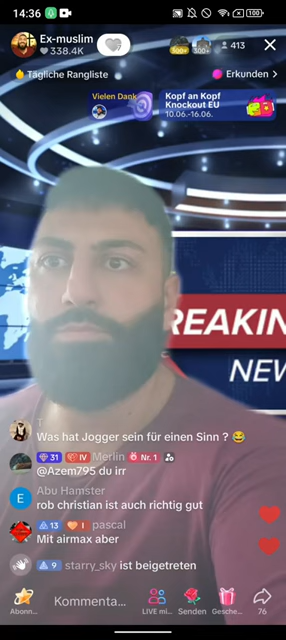 14:36
100
Ex-muslim
338.4K
500+
300+
413
Tägliche Rangliste
Erkunden >
Vielen Dank
Kopf an Kopf
Knockout EU
10.06.-16.06.
REAKIN
NEW
T
Was hat Jogger sein für einen Sinn ? 😂
31 IV Merlin Nr. 1
@Azem795 du irr
E
Abu Hamster
rob christian ist auch richtig gut
13 I pascal
Mit airmax aber
9 starry_sky ist beigetreten
Abonn...
Kommenta...
LIVE mi...
Senden
Gesche...
76